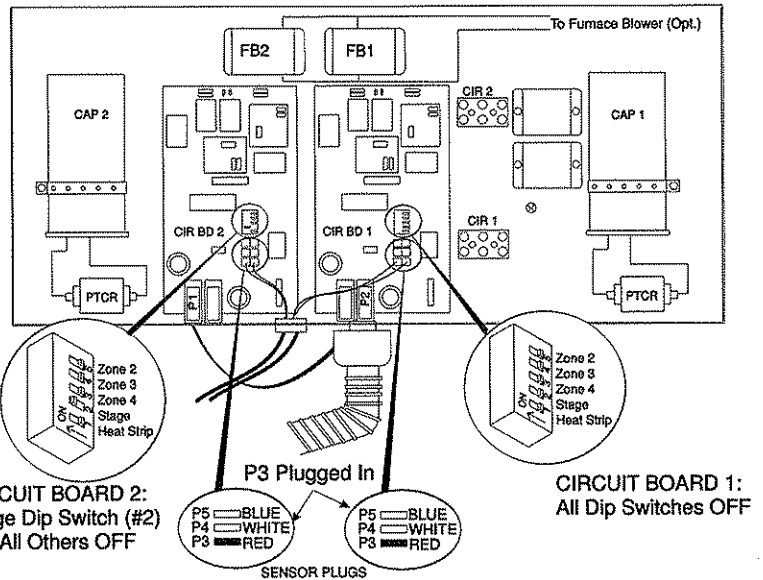 To Furnace Blower (Opt.)
FB2
FB1
CAP 2
CIR 2
CAP 1
CIR BD 2
CIR BD 1
CIR 1
PTCR
P1
P2
PTCR
ON
Zone 2
Zone 3
Zone 4
Stage
Heat Strip
ON
Zone 2
Zone 3
Zone 4
Stage
Heat Strip
P3 Plugged In
CUIT BOARD 2:
ge Dip Switch (#2)
All Others OFF
CIRCUIT BOARD 1:
All Dip Switches OFF
P5 BLUE
P4 WHITE
P3 RED
P5 BLUE
P4 WHITE
P3 RED
SENSOR PLUGS